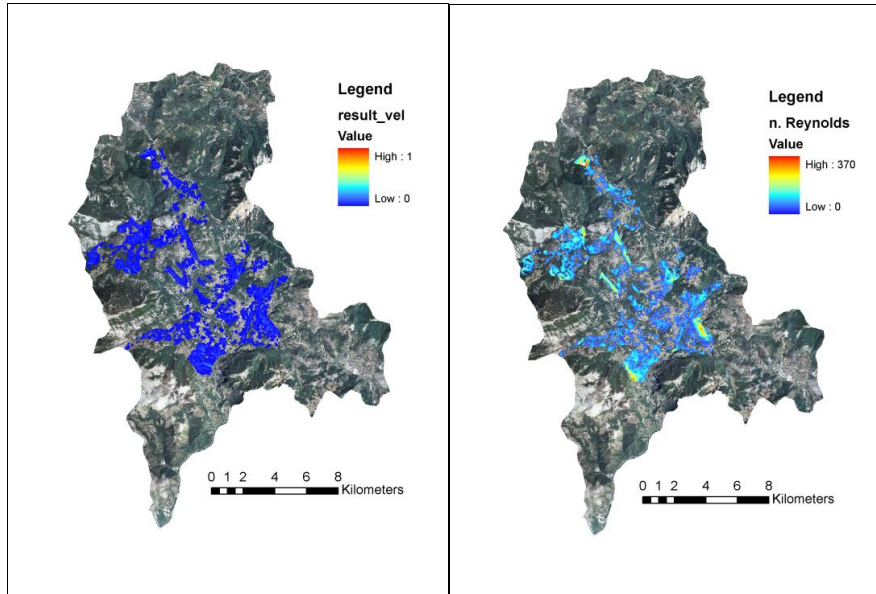 Legend
result_vel
Value
High : 1
Low : 0
0 1 2 4 6 8
Kilometers
Legend
n. Reynolds
Value
High : 370
Low : 0
0 1 2 4 6 8
Kilometers